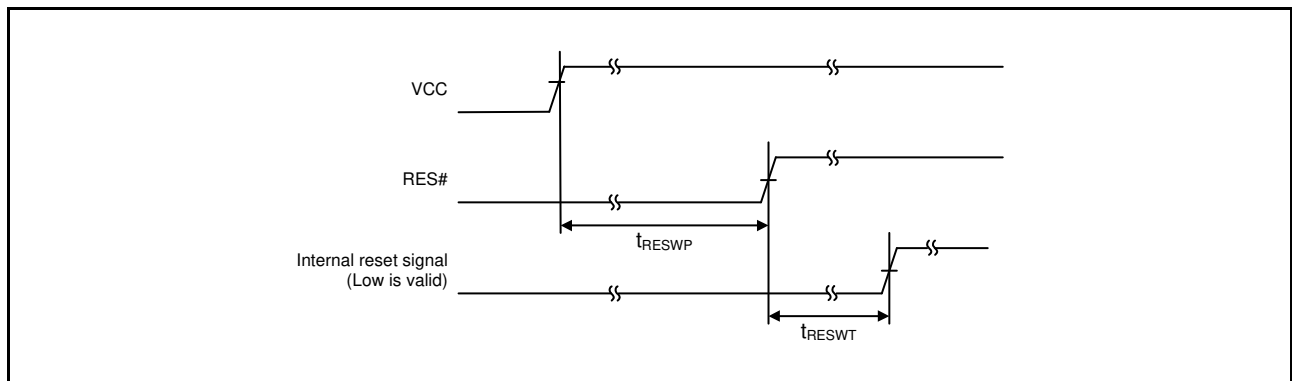 VCC
RES#
tRESWP
Internal reset signal
(Low is valid)
tRESWT